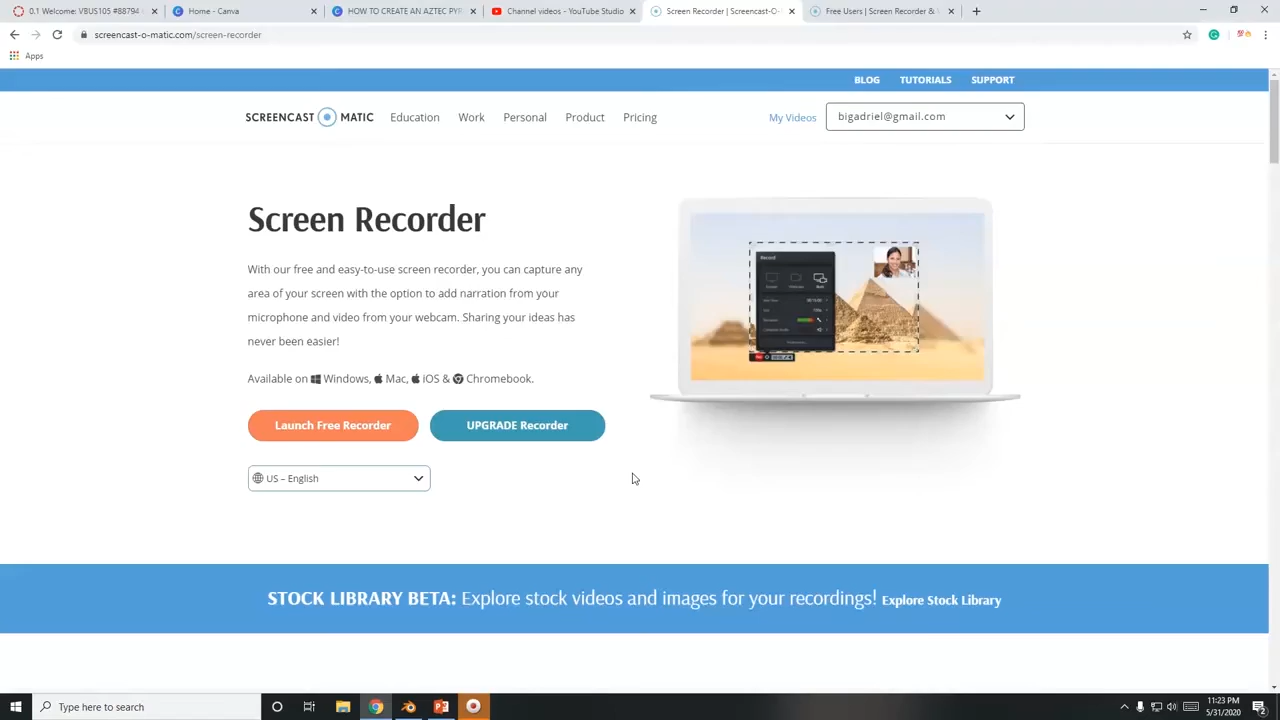 0.1 Welcome: VBUS105 #88794
Home - Canva
HOW TO CREATE AN AZTEC PYR
Channel videos - YouTube Studio
Screen Recorder | Screencast-O-
Free Users | Screen Recorder &
screencast-o-matic.com/screen-recorder
Apps
BLOG TUTORIALS SUPPORT
SCREENCAST O MATIC Education Work Personal Product Pricing My Videos bigadriel@gmail.com
Screen Recorder
With our free and easy-to-use screen recorder, you can capture any
area of your screen with the option to add narration from your
microphone and video from your webcam. Sharing your ideas has
never been easier!
Available on Windows, Mac, iOS & Chromebook.
Record
Launch Free Recorder UPGRADE Recorder
US – English
STOCK LIBRARY BETA: Explore stock videos and images for your recordings! Explore Stock Library
Type here to search
11:23 PM
5/31/2020
2